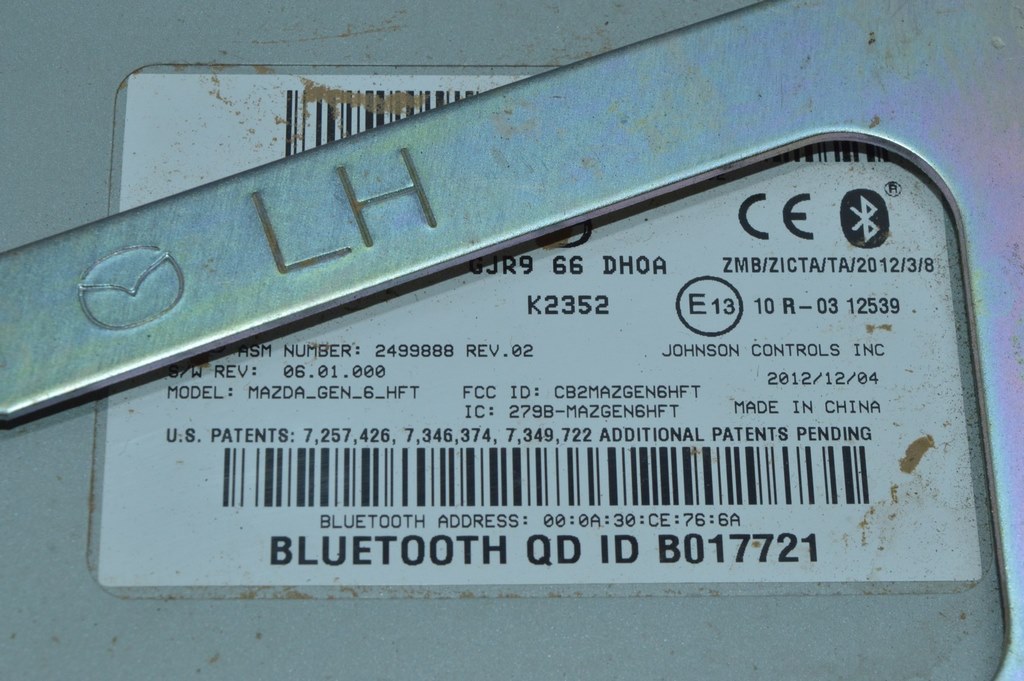 LH
CE
®
GJR9 66 DH0A
ZMB/ZICTA/TA/2012/3/8
K2352
E13 10 R-03 12539
ASM NUMBER: 2499888 REV.02
JOHNSON CONTROLS INC
S/W REV: 06.01.000
2012/12/04
MODEL: MAZDA_GEN_6_HFT
FCC ID: CB2MAZGEN6HFT
IC: 279B-MAZGEN6HFT
MADE IN CHINA
U.S. PATENTS: 7,257,426, 7,346,374, 7,349,722 ADDITIONAL PATENTS PENDING
BLUETOOTH ADDRESS: 00:0A:30:CE:76:6A
BLUETOOTH QD ID B017721